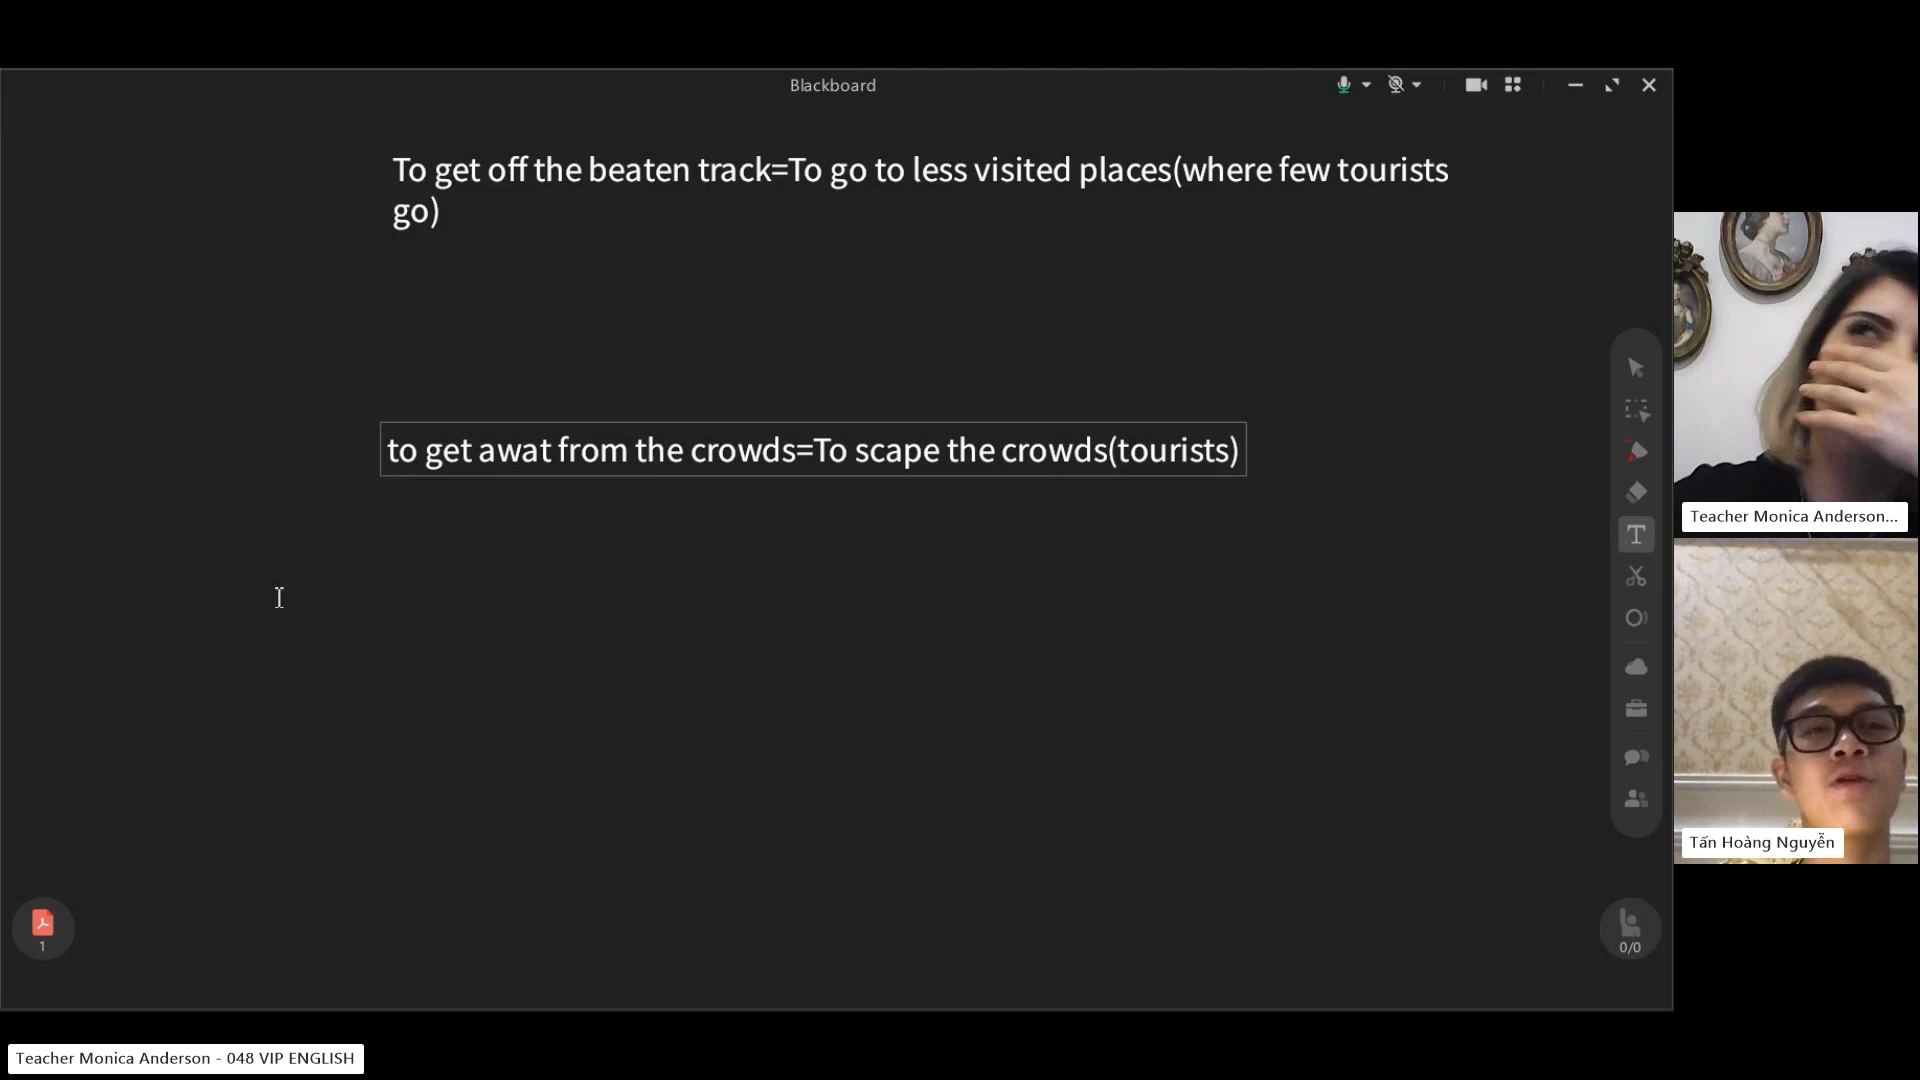 Blackboard
To get off the beaten track=To go to less visited places(where few tourists
go)
to get awat from the crowds=To scape the crowds(tourists)
Teacher Monica Anderson...
Tấn Hoàng Nguyễn
1
0/0
Teacher Monica Anderson - 048 VIP ENGLISH